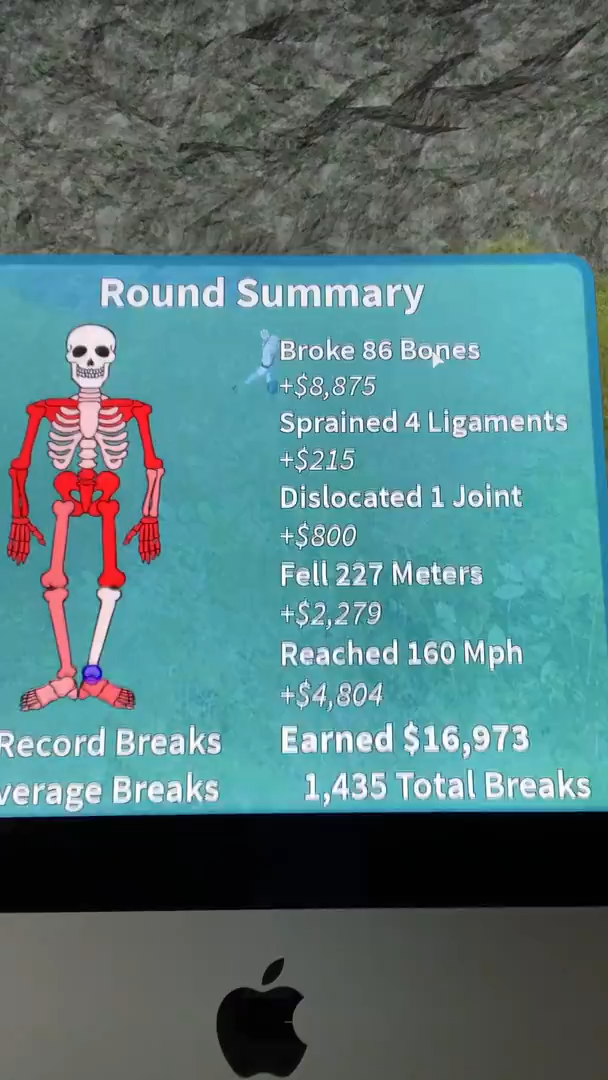 Round Summary
Broke 86 Bones
+$8,875
Sprained 4 Ligaments
+$215
Dislocated 1 Joint
+$800
Fell 227 Meters
+$2,279
Reached 160 Mph
+$4,804
Record Breaks
Earned $16,973
verage Breaks
1,435 Total Breaks